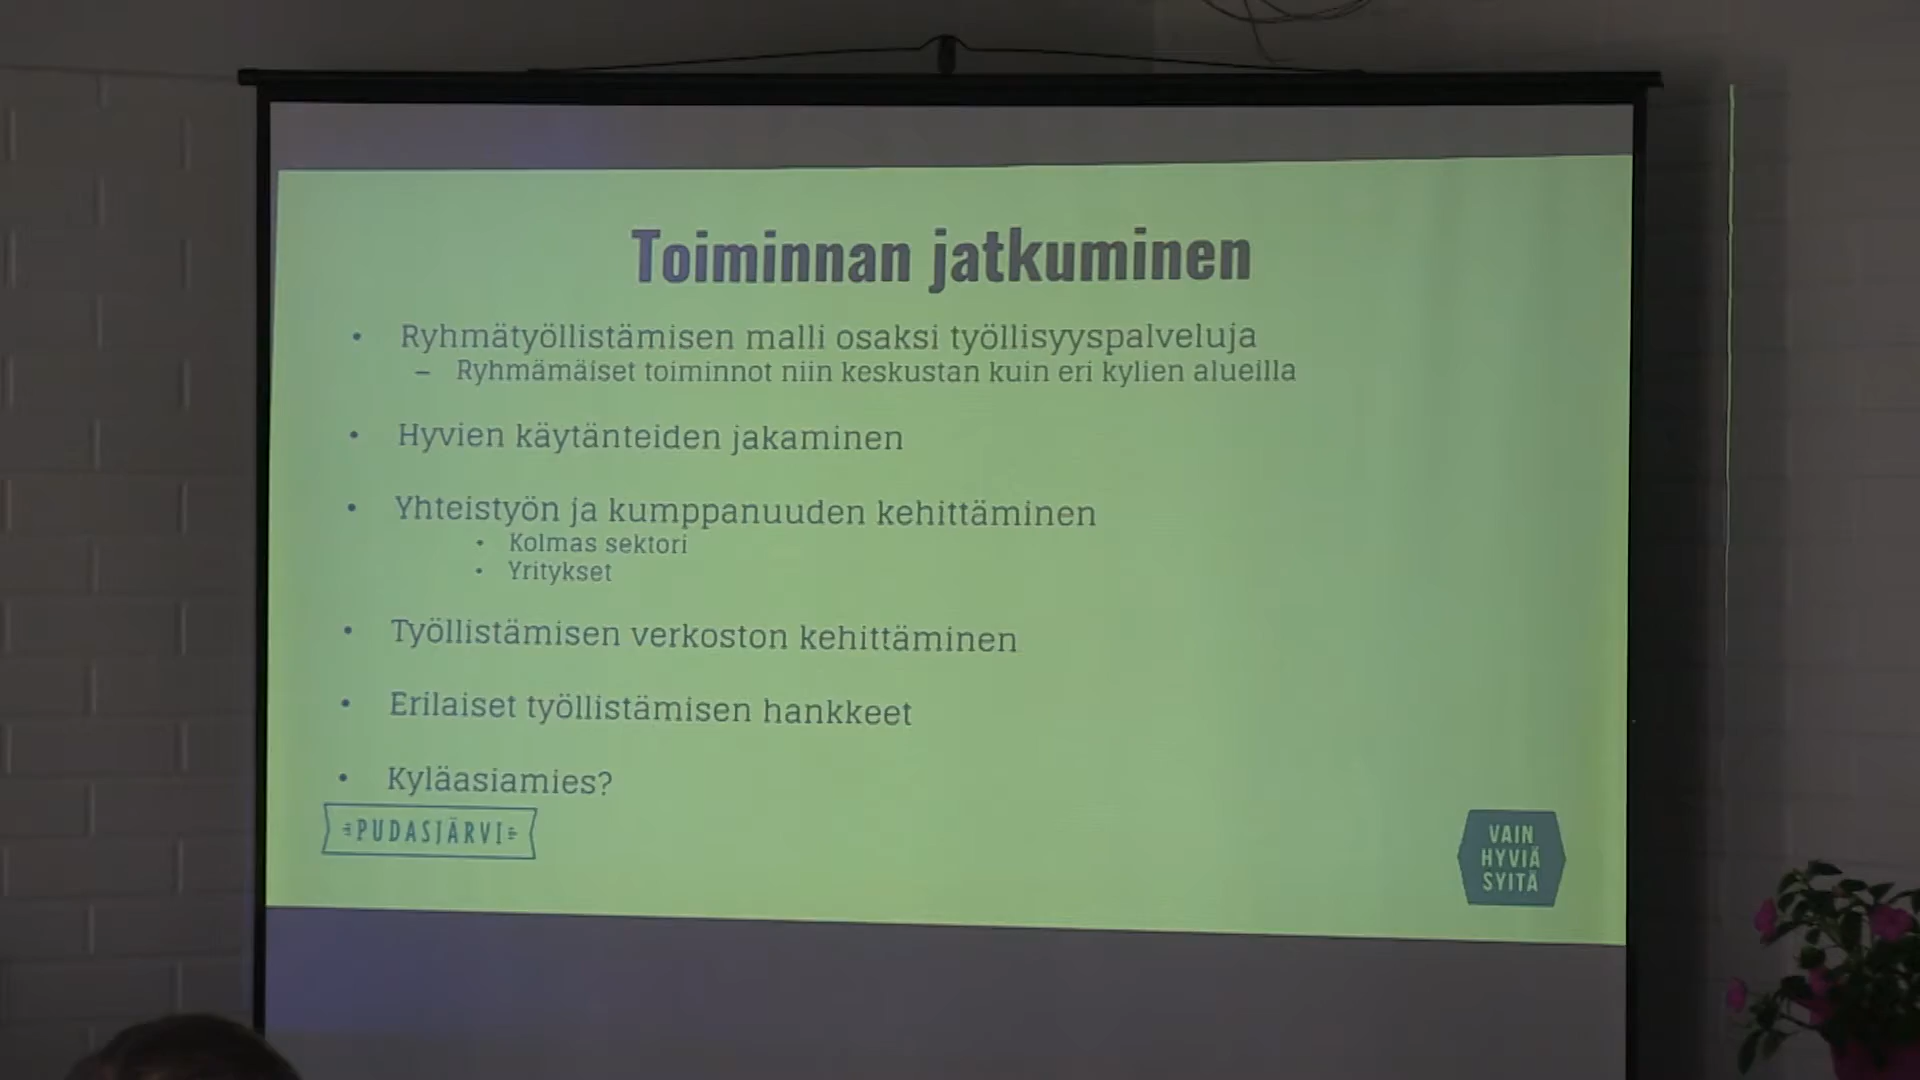 Toiminnan jatkuminen
• Ryhmätyöllistämisen malli osaksi työllisyyspalveluja
– Ryhmämäiset toiminnot niin keskustan kuin eri kylien alueilla
• Hyvien käytänteiden jakaminen
• Yhteistyön ja kumppanuuden kehittäminen
• Kolmas sektori
• Yritykset
• Työllistämisen verkoston kehittäminen
• Erilaiset työllistämisen hankkeet
• Kyläasiamies?
PUDASJÄRVI
VAIN
HYVIÄ
SYITÄ